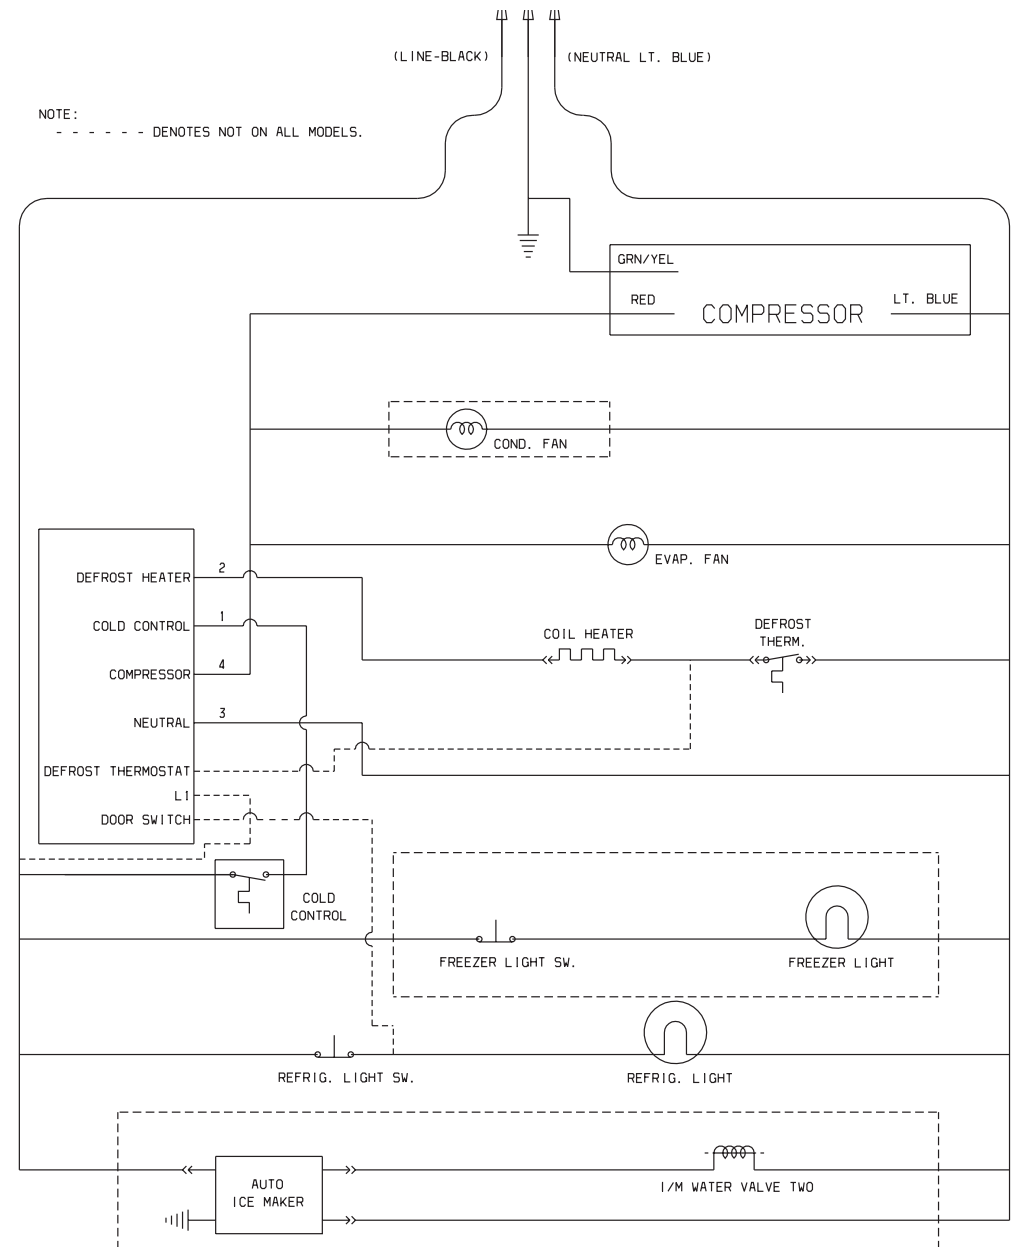 (LINE-BLACK)
(NEUTRAL LT. BLUE)
NOTE:
- - - - - - DENOTES NOT ON ALL MODELS.
GRN/YEL
RED
COMPRESSOR
LT. BLUE
COND. FAN
EVAP. FAN
DEFROST HEATER
2
COLD CONTROL
1
COMPRESSOR
4
NEUTRAL
3
DEFROST THERMOSTAT
L1
DOOR SWITCH
COIL HEATER
DEFROST
THERM.
COLD
CONTROL
FREEZER LIGHT SW.
FREEZER LIGHT
REFRIG. LIGHT SW.
REFRIG. LIGHT
AUTO
ICE MAKER
I/M WATER VALVE TWO